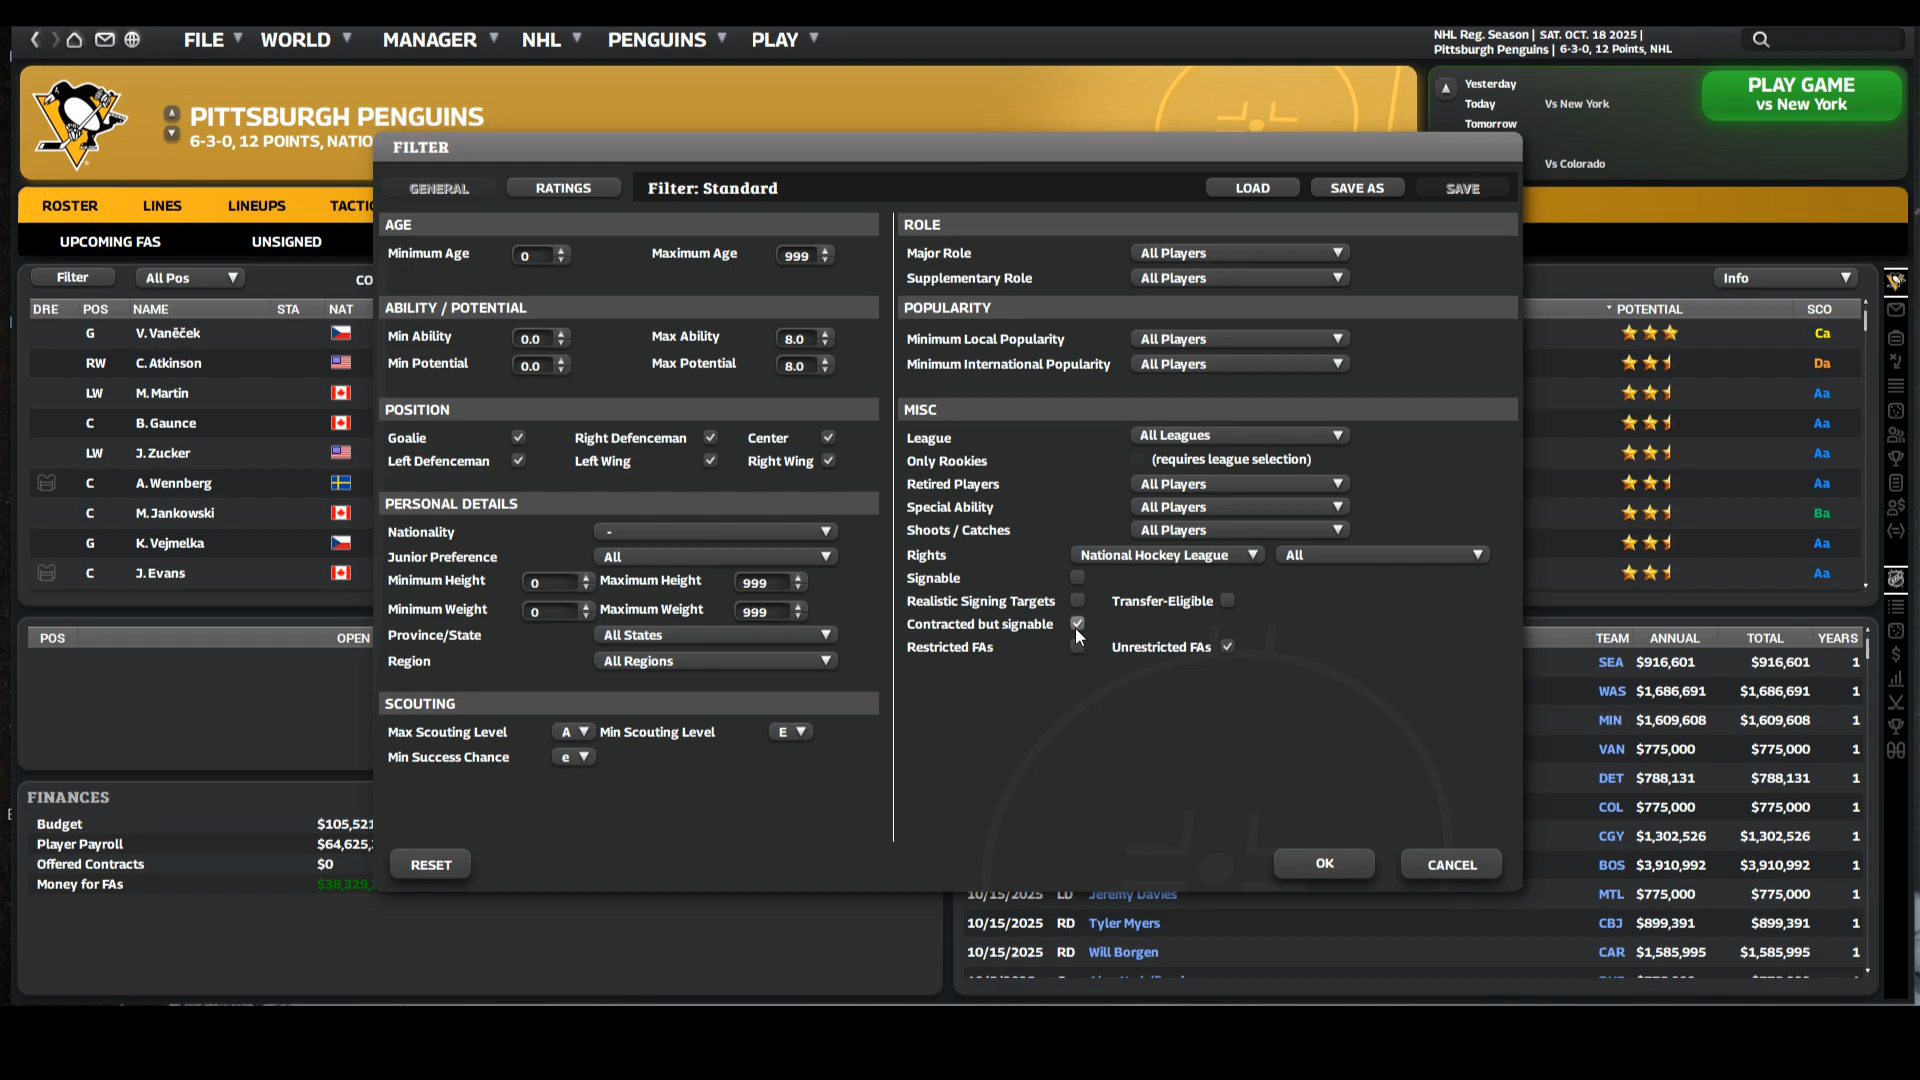 FILE WORLD MANAGER NHL PENGUINS PLAY
NHL Reg. Season | SAT. OCT. 18 2025 |
Pittsburgh Penguins | 6-3-0, 12 Points, NHL
PITTSBURGH PENGUINS
6-3-0, 12 POINTS, NATIO
Yesterday
Today Vs New York
Tomorrow
Vs Colorado
PLAY GAME
vs New York
ROSTER LINES LINEUPS TACTIC
UPCOMING FAS UNSIGNED
Filter All Pos CO
DRE POS NAME STA NAT
G V. Vaněček
RW C. Atkinson
LW M. Martin
C B. Gaunce
LW J. Zucker
C A. Wennberg
C M. Jankowski
G K. Vejmelka
C J. Evans
POS OPEN
FINANCES
Budget $105,521
Player Payroll $64,625,
Offered Contracts $0
Money for FAs $38,329,
FILTER
GENERAL RATINGS Filter: Standard LOAD SAVE AS SAVE
AGE
Minimum Age 0 Maximum Age 999
ABILITY / POTENTIAL
Min Ability 0.0 Max Ability 8.0
Min Potential 0.0 Max Potential 8.0
POSITION
Goalie Right Defenceman Center
Left Defenceman Left Wing Right Wing
PERSONAL DETAILS
Nationality -
Junior Preference All
Minimum Height 0 Maximum Height 999
Minimum Weight 0 Maximum Weight 999
Province/State All States
Region All Regions
SCOUTING
Max Scouting Level A Min Scouting Level E
Min Success Chance e
RESET
ROLE
Major Role All Players
Supplementary Role All Players
POPULARITY
Minimum Local Popularity All Players
Minimum International Popularity All Players
MISC
League All Leagues
Only Rookies (requires league selection)
Retired Players All Players
Special Ability All Players
Shoots / Catches All Players
Rights National Hockey League All
Signable
Realistic Signing Targets Transfer-Eligible
Contracted but signable
Restricted FAs Unrestricted FAs
OK CANCEL
Info
POTENTIAL SCO
Ca
Da
Aa
Aa
Aa
Aa
Ba
Aa
Aa
TEAM ANNUAL TOTAL YEARS
SEA $916,601 $916,601 1
WAS $1,686,691 $1,686,691 1
MIN $1,609,608 $1,609,608 1
VAN $775,000 $775,000 1
DET $788,131 $788,131 1
COL $775,000 $775,000 1
CGY $1,302,526 $1,302,526 1
BOS $3,910,992 $3,910,992 1
10/15/2025 LD Jeremy Davies MTL $775,000 $775,000 1
10/15/2025 RD Tyler Myers CBJ $899,391 $899,391 1
10/15/2025 RD Will Borgen CAR $1,585,995 $1,585,995 1